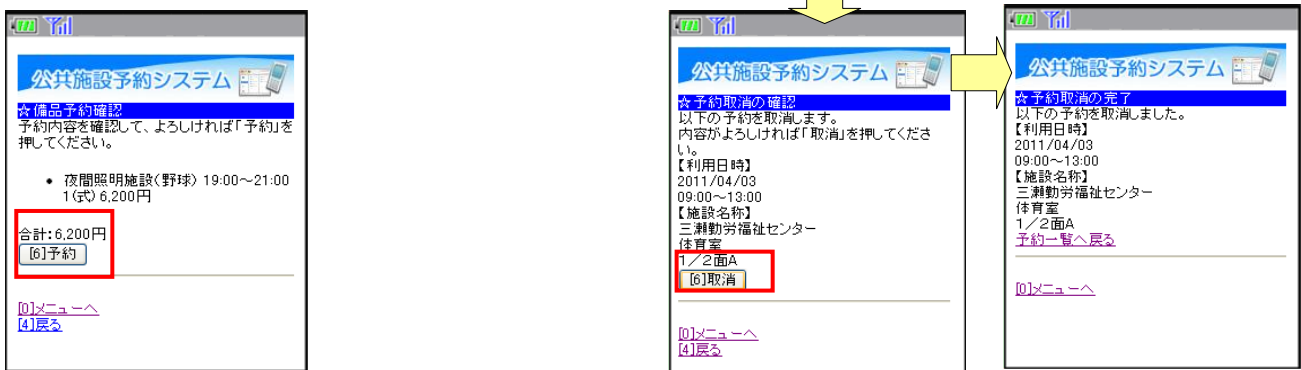 公共施設予約システム
☆備品予約確認
予約内容を確認して、よろしければ「予約」を
押してください。
• 夜間照明施設(野球) 19:00～21:00
1(式) 6,200円
合計:6,200円
[6]予約
[0]メニューへ
[4]戻る
公共施設予約システム
☆予約取消の確認
以下の予約を取消します。
内容がよろしければ「取消」を押してくださ
い。
【利用日時】
2011/04/03
09:00～13:00
【施設名称】
三瀬勤労福祉センター
体育室
1／2面A
[6]取消
[0]メニューへ
[4]戻る
公共施設予約システム
☆予約取消の完了
以下の予約を取消しました。
【利用日時】
2011/04/03
09:00～13:00
【施設名称】
三瀬勤労福祉センター
体育室
1／2面A
予約一覧へ戻る
[0]メニューへ